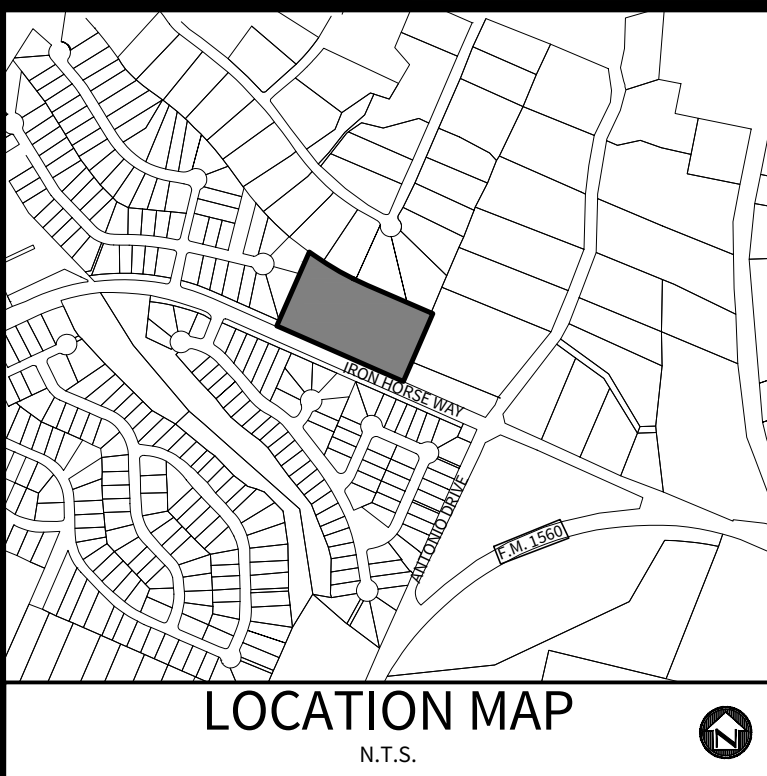 IRON HORSE WAY
ANTONIO DRIVE
F.M. 1560
LOCATION MAP
N.T.S.
N